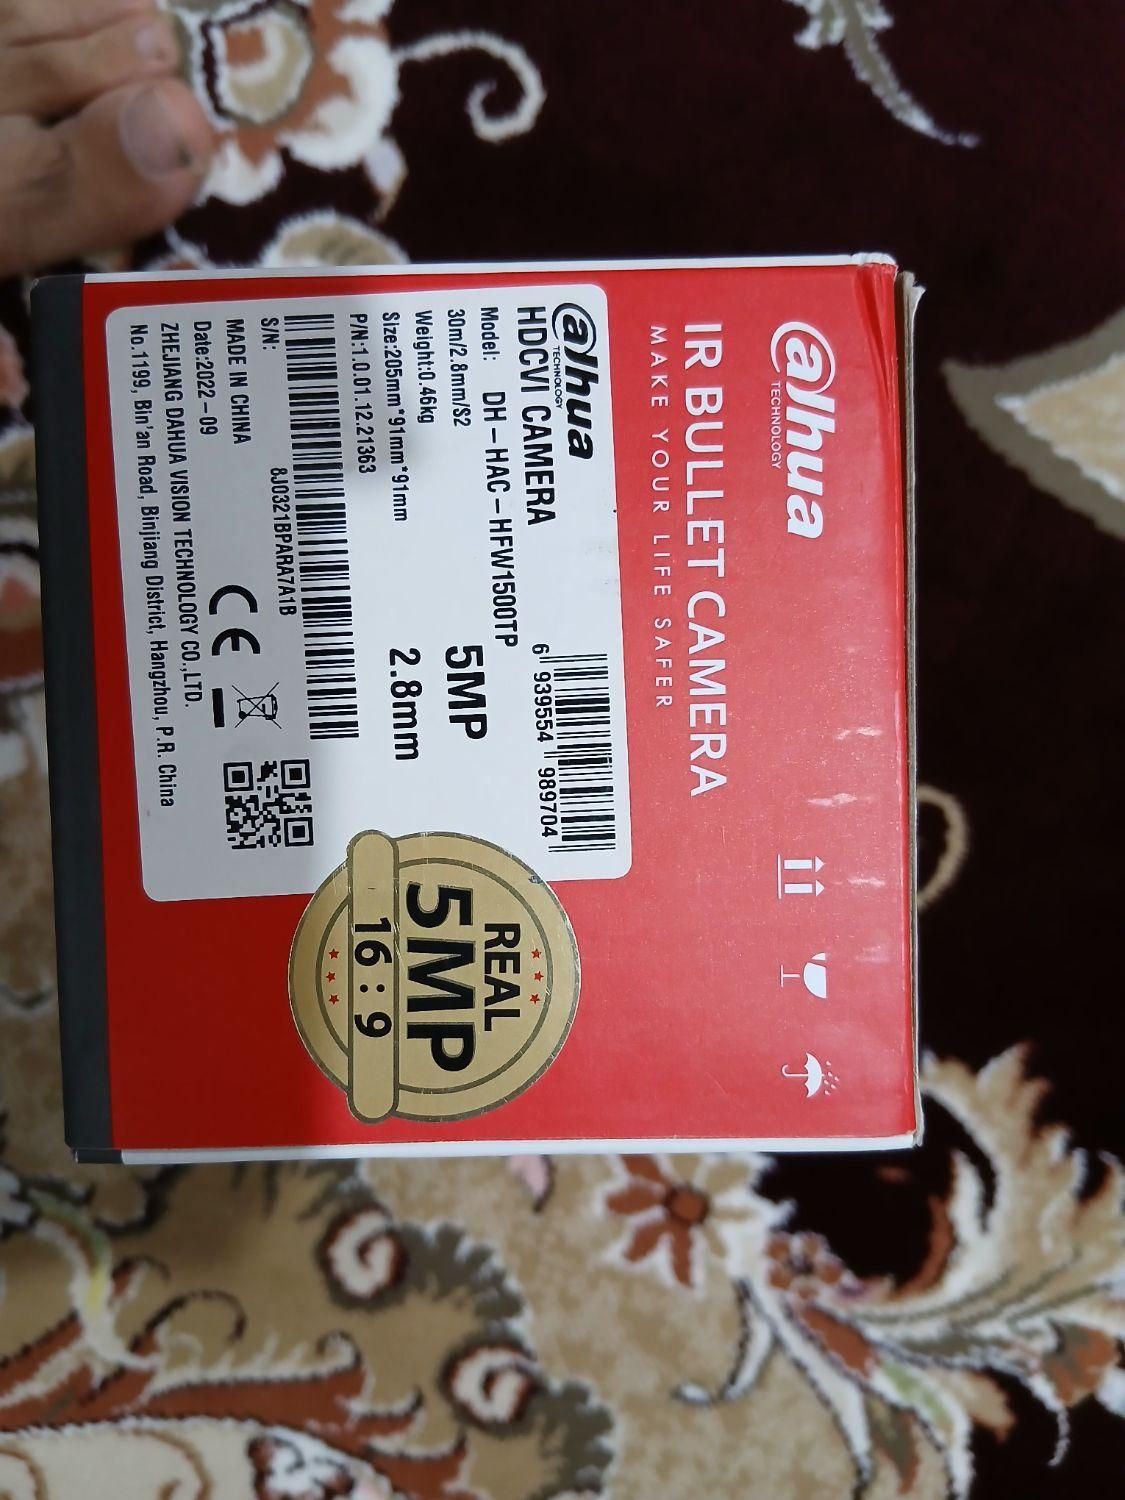 alhua
TECHNOLOGY
IR BULLET CAMERA
MAKE YOUR LIFE SAFER
alhua
TECHNOLOGY
HDCVI CAMERA
6 939554 989704
Model: DH-HAC-HFW1500TP
30m/2.8mm/S2
5MP
Weight:0.46kg
2.8mm
Size:205mm*91mm*91mm
P/N:1.0.01.12.21363
S/N:
8J0321BPARA7A1B
MADE IN CHINA
CE
Date:2022-09
ZHEJIANG DAHUA VISION TECHNOLOGY CO.,LTD.
No.1199, Bin'an Road, Binjiang District, Hangzhou, P.R. China
REAL
5MP
16:9